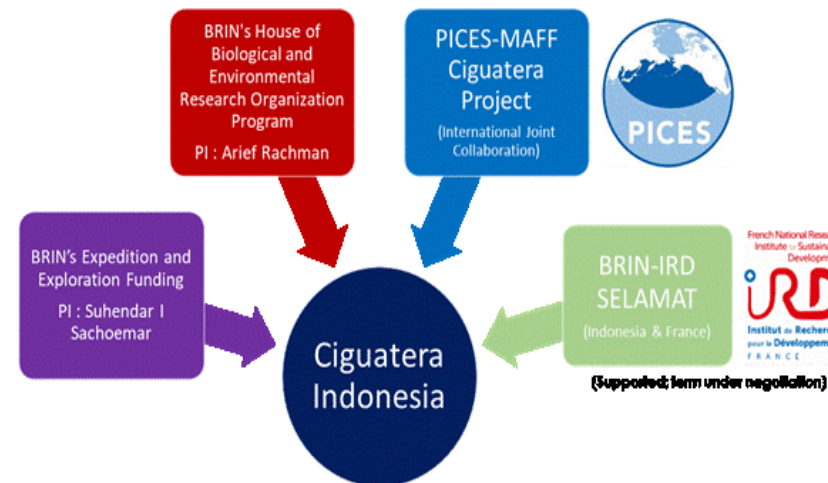 BRIN's House of
Biological and
Environmental
Research Organization
Program
PI : Arief Rachman
PICES-MAFF
Ciguatera
Project
(International Joint
Collaboration)
PICES
BRIN's Expedition and
Exploration Funding
PI : Suhendar I
Sachoemar
Ciguatera
Indonesia
BRIN-IRD
SELAMAT
(Indonesia & France)
French National Resea
Institute for Sustaina
Developm
IRD
Institut de Recherc
pour le Développeme
FRANCE
(Supported; term under negotiation)